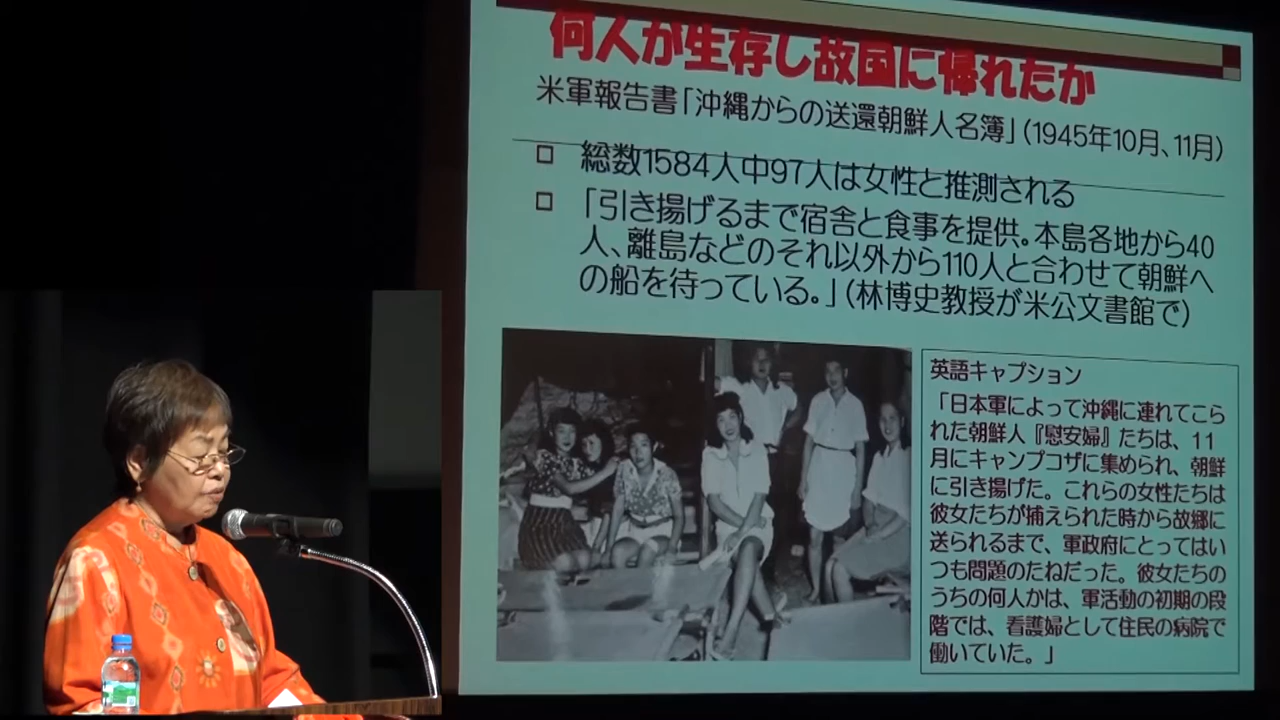 何人が生存し故国に帰れたか
米軍報告書「沖縄からの送還朝鮮人名簿」(1945年10月、11月)
総数1584人中97人は女性と推測される
「引き揚げるまで宿舎と食事を提供。本島各地から40
人、離島などのそれ以外から110人と合わせて朝鮮へ
の船を待っている。」(林博史教授が米公文書館で)
英語キャプション
「日本軍によって沖縄に連れてこら
れた朝鮮人『慰安婦』たちは、11
月にキャンプコザに集められ、朝鮮
に引き揚げた。これらの女性たちは
彼女たちが捕えられた時から故郷に
送られるまで、軍政府にとってはい
つも問題のたねだった。彼女たちの
うちの何人かは、軍活動の初期の段
階では、看護婦として住民の病院で
働いていた。」